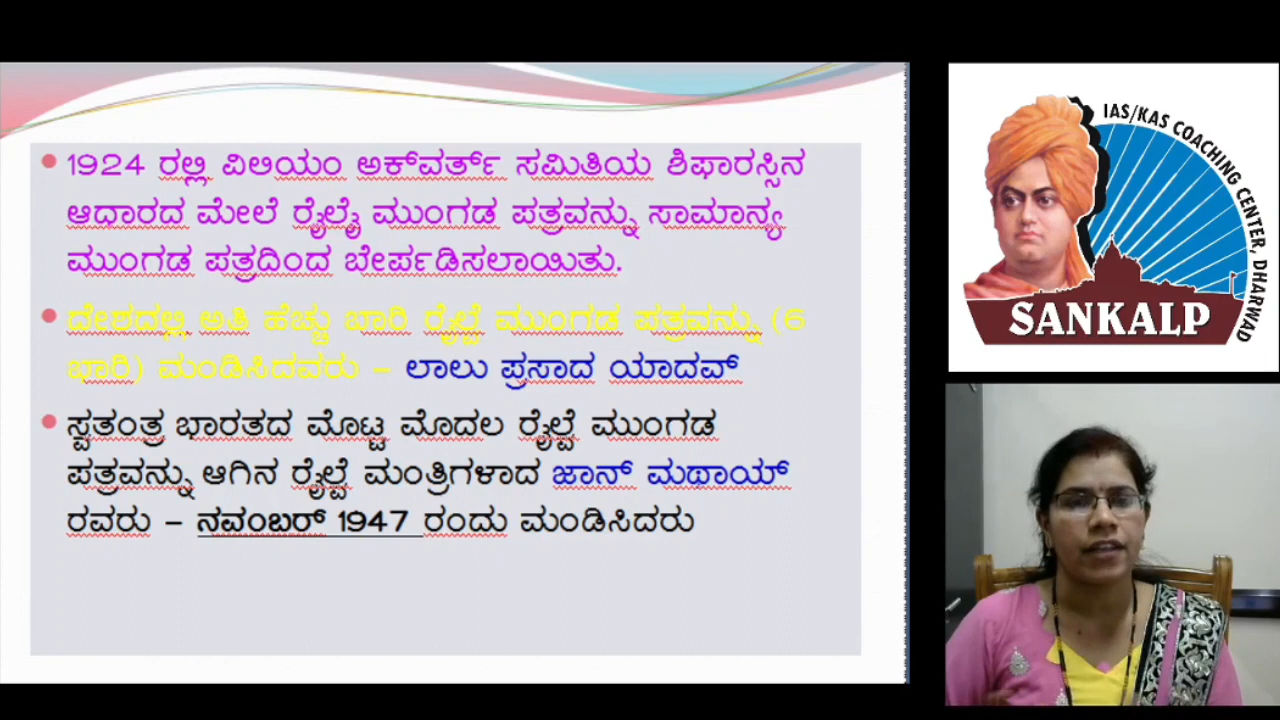 1924 ರಲ್ಲಿ ವಿಲಿಯಂ ಅಕ್‌ವರ್ತ್ ಸಮಿತಿಯ ಶಿಫಾರಸ್ಸಿನ
ಆದಾರದ ಮೇಲೆ ರೈಲ್ವೈ ಮುಂಗಡ ಪತ್ರವನ್ನು ಸಾಮಾನ್ಯ
ಮುಂಗಡ ಪತ್ರದಿಂದ ಬೇರ್ಪಡಿಸಲಾಯಿತು.
ದೇಶದಲ್ಲಿ ಅತಿ ಹೆಚ್ಚು ಬಾರಿ ರೈಲ್ವೆ ಮುಂಗಡ ಪತ್ರವನ್ನು (6
ಭಾರಿ) ಮಂಡಿಸಿದವರು – ಲಾಲು ಪ್ರಸಾದ ಯಾದವ್
ಸ್ವತಂತ್ರ ಭಾರತದ ಮೊಟ್ಟ ಮೊದಲ ರೈಲ್ವೆ ಮುಂಗಡ
ಪತ್ರವನ್ನು ಆಗಿನ ರೈಲ್ವೆ ಮಂತ್ರಿಗಳಾದ ಜಾನ್ ಮಥಾಯ್
ರವರು – ನವಂಬರ್ 1947 ರಂದು ಮಂಡಿಸಿದರು
IAS/KAS COACHING CENTER, DHARWAD
SANKALP